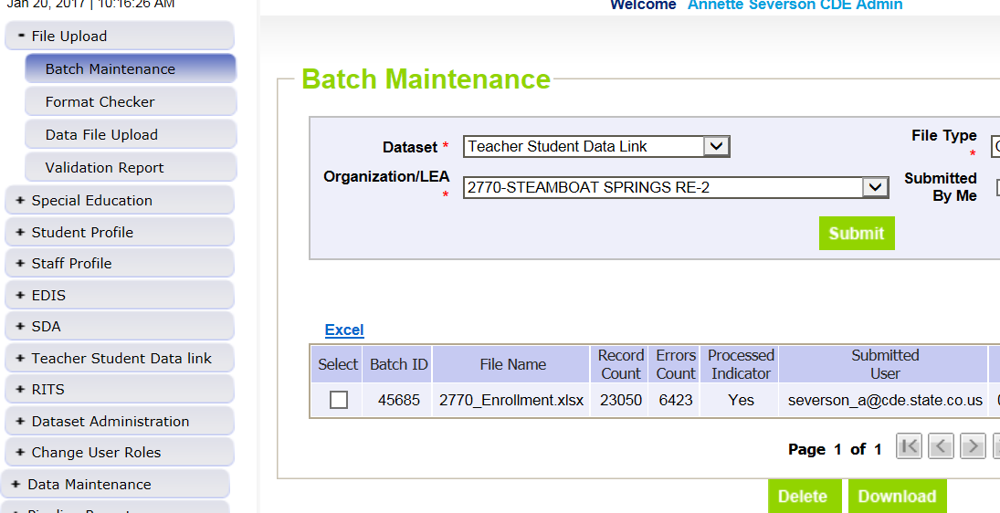 Jan 20, 2017 | 10:16:26 AM
Welcome Annette Severson CDE Admin
- File Upload
Batch Maintenance
Format Checker
Data File Upload
Validation Report
+ Special Education
+ Student Profile
+ Staff Profile
+ EDIS
+ SDA
+ Teacher Student Data link
+ RITS
+ Dataset Administration
+ Change User Roles
+ Data Maintenance
Batch Maintenance
Dataset * Teacher Student Data Link
File Type *
Organization/LEA * 2770-STEAMBOAT SPRINGS RE-2
Submitted By Me
Submit
Excel
Select Batch ID File Name Record Count Errors Count Processed Indicator Submitted User
45685 2770_Enrollment.xlsx 23050 6423 Yes severson_a@cde.state.co.us
Page 1 of 1
Delete Download